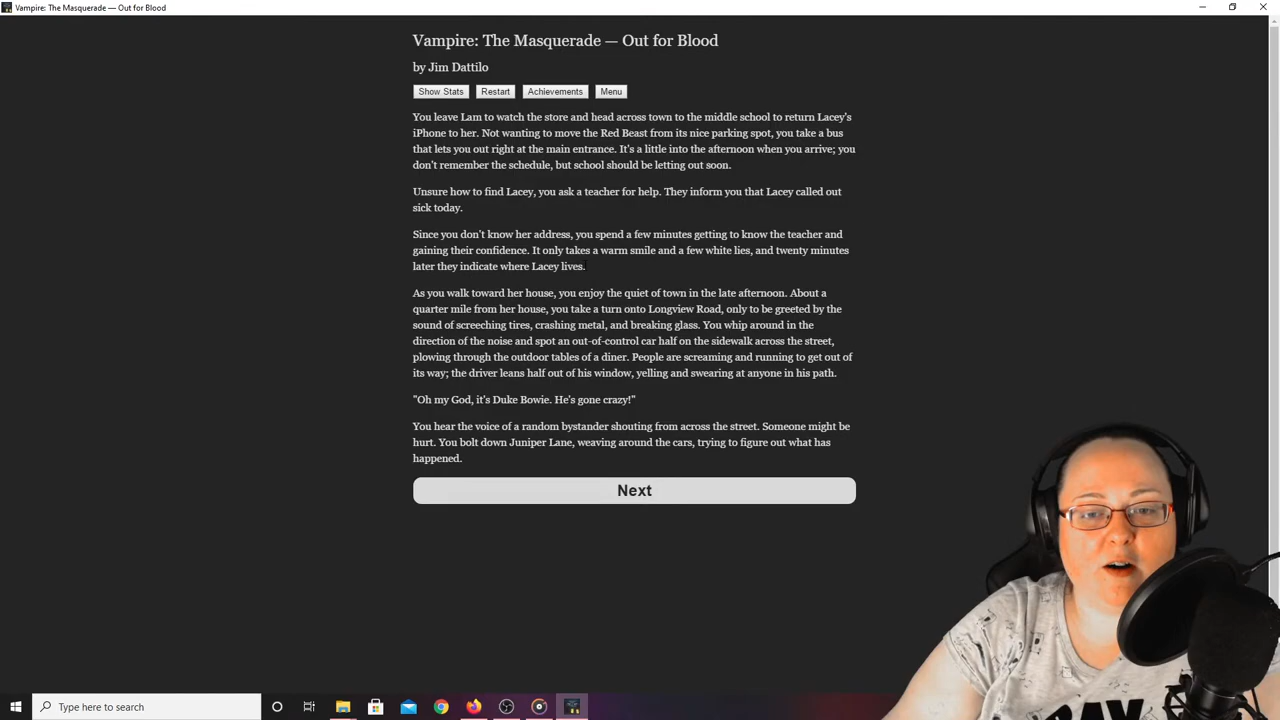 Vampire: The Masquerade — Out for Blood
Vampire: The Masquerade — Out for Blood
by Jim Dattilo
Show Stats Restart Achievements Menu
You leave Lam to watch the store and head across town to the middle school to return Lacey's
iPhone to her. Not wanting to move the Red Beast from its nice parking spot, you take a bus
that lets you out right at the main entrance. It's a little into the afternoon when you arrive; you
don't remember the schedule, but school should be letting out soon.
Unsure how to find Lacey, you ask a teacher for help. They inform you that Lacey called out
sick today.
Since you don't know her address, you spend a few minutes getting to know the teacher and
gaining their confidence. It only takes a warm smile and a few white lies, and twenty minutes
later they indicate where Lacey lives.
As you walk toward her house, you enjoy the quiet of town in the late afternoon. About a
quarter mile from her house, you take a turn onto Longview Road, only to be greeted by the
sound of screeching tires, crashing metal, and breaking glass. You whip around in the
direction of the noise and spot an out-of-control car half on the sidewalk across the street,
plowing through the outdoor tables of a diner. People are screaming and running to get out of
its way; the driver leans half out of his window, yelling and swearing at anyone in his path.
"Oh my God, it's Duke Bowie. He's gone crazy!"
You hear the voice of a random bystander shouting from across the street. Someone might be
hurt. You bolt down Juniper Lane, weaving around the cars, trying to figure out what has
happened.
Next
Type here to search